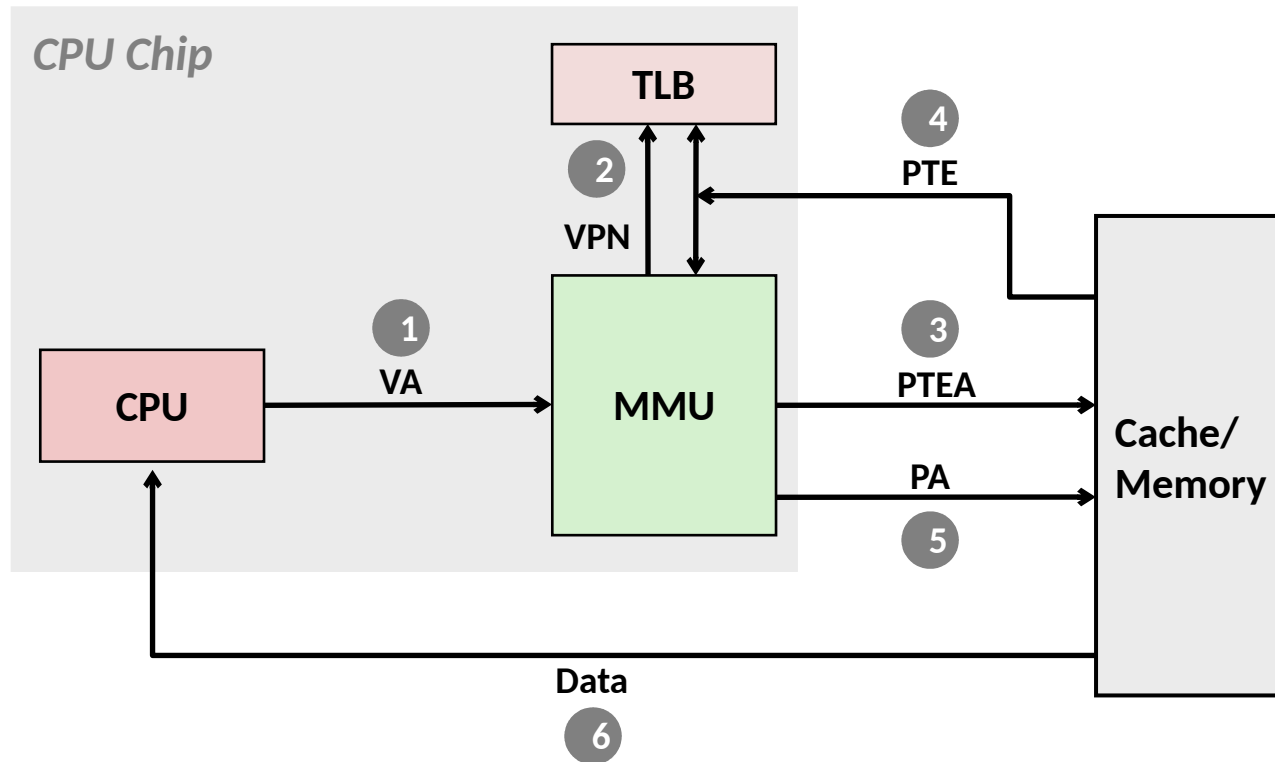 CPU Chip
TLB
4
PTE
2
VPN
1
VA
3
PTEA
CPU
MMU
Cache/
Memory
PA
5
Data
6